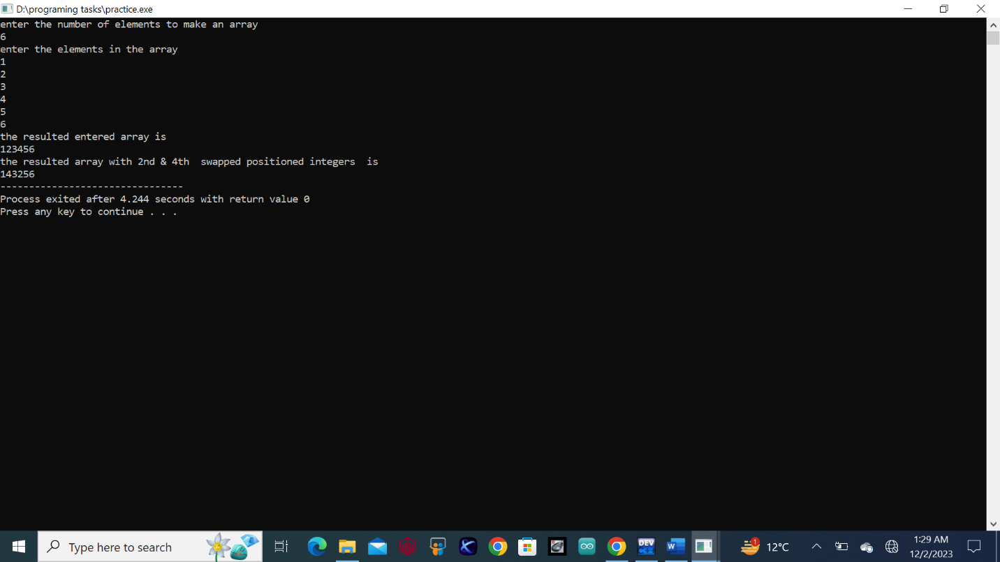 D:\programing tasks\practice.exe
enter the number of elements to make an array
6
enter the elements in the array
1
2
3
4
5
6
the resulted entered array is
123456
the resulted array with 2nd & 4th  swapped positioned integers  is
143256
--------------------------------
Process exited after 4.244 seconds with return value 0
Press any key to continue . . .
Type here to search
DEV
C++
W
1
12°C
1:29 AM
12/2/2023